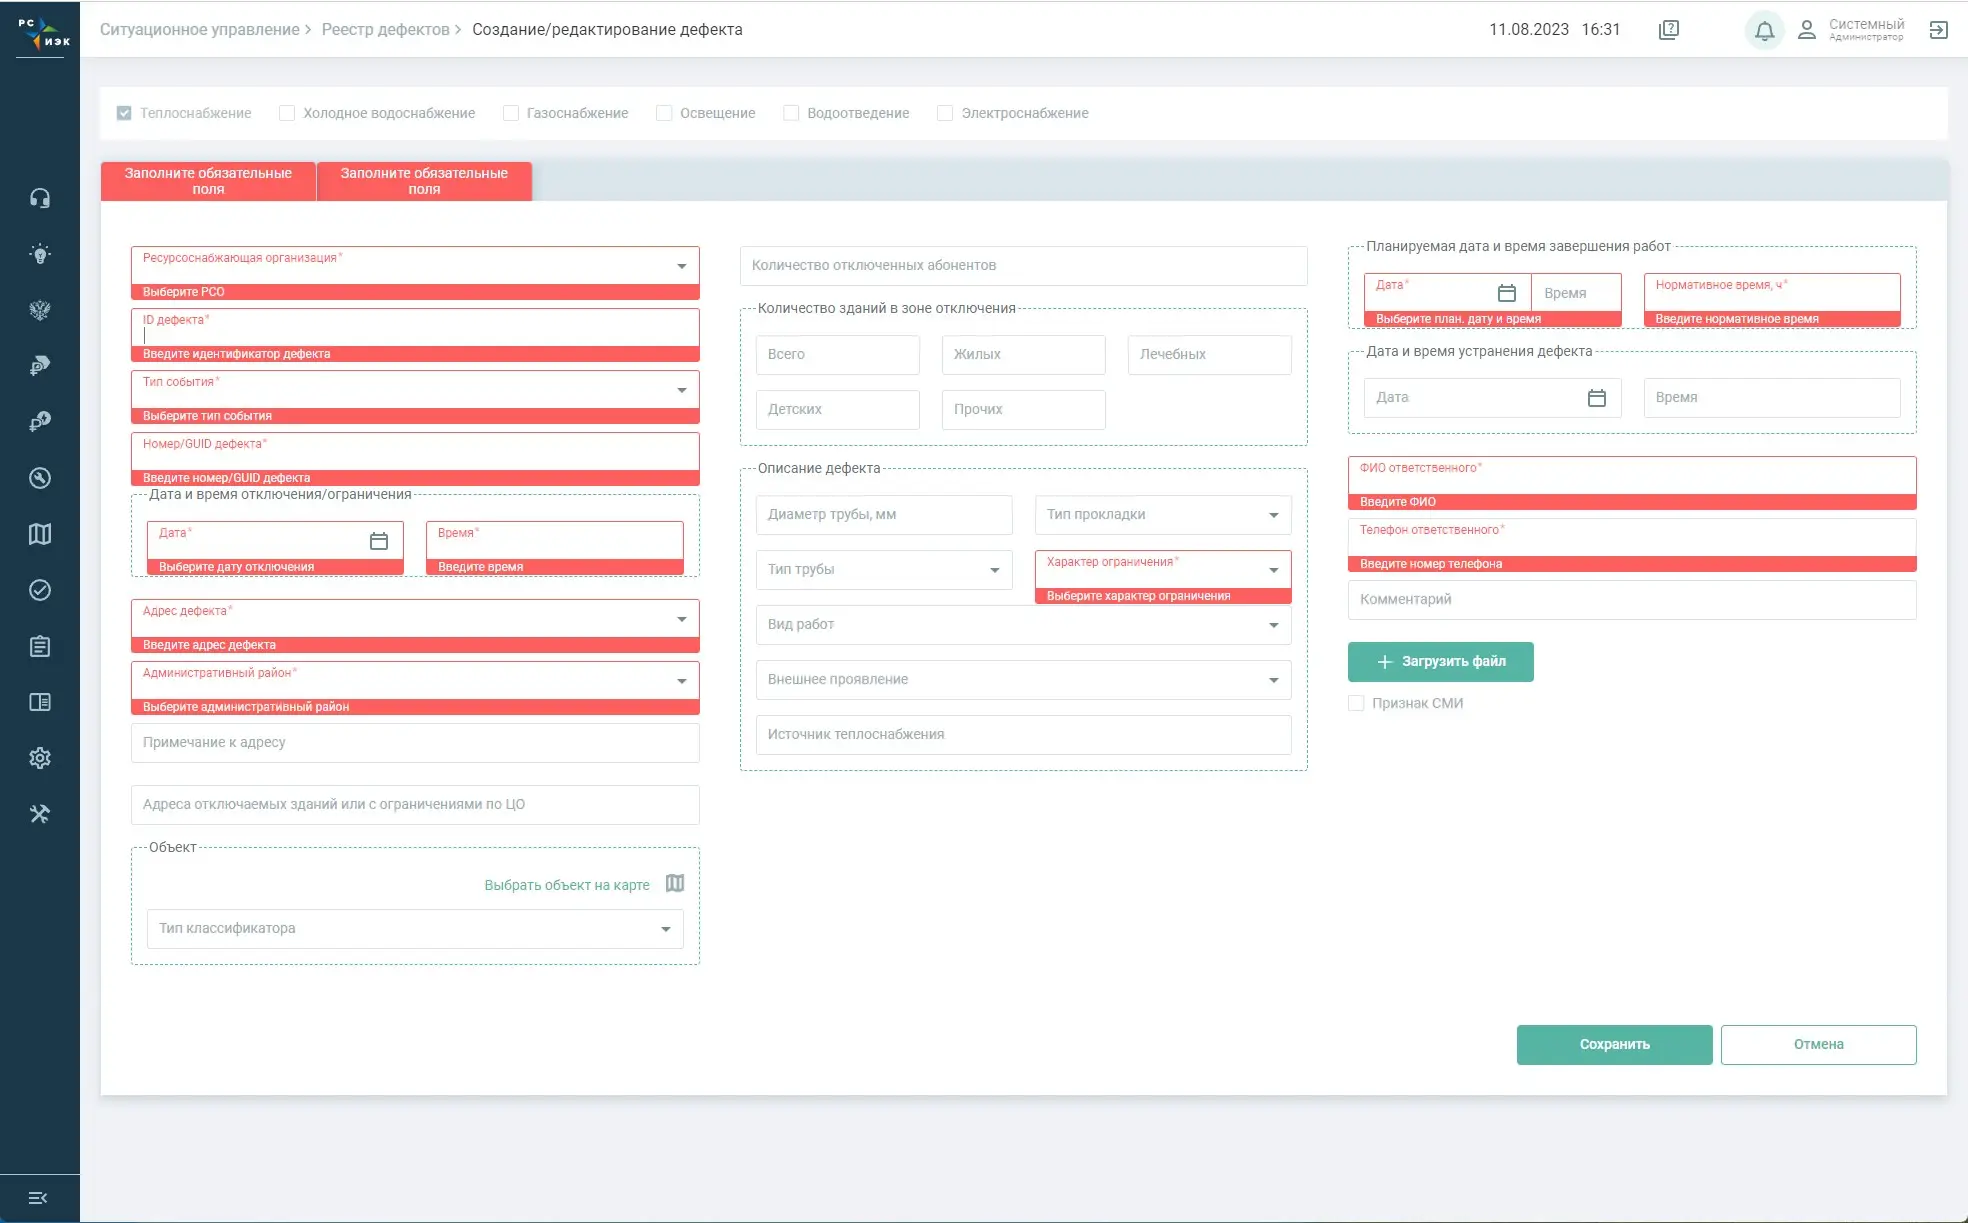 РС
ИЭК
Ситуационное управление > Реестр дефектов > Создание/редактирование дефекта
11.08.2023 16:31
Системный
Администратор
Теплоснабжение Холодное водоснабжение Газоснабжение Освещение Водоотведение Электроснабжение
Заполните обязательные
поля
Заполните обязательные
поля
Ресурсоснабжающая организация*
Выберите РСО
ID дефекта*
Введите идентификатор дефекта
Тип события*
Выберите тип события
Номер/GUID дефекта*
Введите номер/GUID дефекта
Дата и время отключения/ограничения
Дата* Время*
Выберите дату отключения Введите время
Адрес дефекта*
Введите адрес дефекта
Административный район*
Выберите административный район
Примечание к адресу
Адреса отключаемых зданий или с ограничениями по ЦО
Объект
Выбрать объект на карте
Тип классификатора
Количество отключенных абонентов
Количество зданий в зоне отключения
Всего Жилых Лечебных
Детских Прочих
Описание дефекта
Диаметр трубы, мм Тип прокладки
Тип трубы Характер ограничения*
Выберите характер ограничения
Вид работ
Внешнее проявление
Источник теплоснабжения
Планируемая дата и время завершения работ
Дата* Время Нормативное время, ч*
Выберите план. дату и время Введите нормативное время
Дата и время устранения дефекта
Дата Время
ФИО ответственного*
Введите ФИО
Телефон ответственного*
Введите номер телефона
Комментарий
Загрузить файл
Признак СМИ
Сохранить Отмена